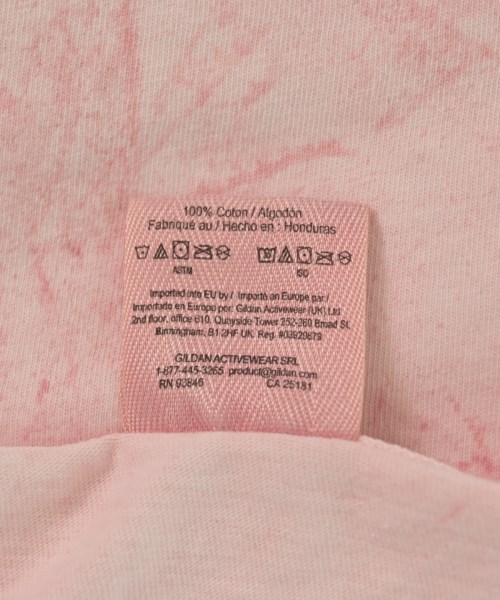 100% Coton / Algodón
Fabriqué au / Hecho en : Honduras
ASTM
ISO
Imported into EU by / Importé en Europe par /
Importado en Europa por: Gildan Activewear (UK) Ltd
2nd floor, office 610, Quayside Tower 252-260 Broad St.
Birmingham, B1 2HF UK. Reg. #03929679
GILDAN ACTIVEWEAR SRL
1-877-445-3265 product@gildan.com
RN 93846 CA 25181